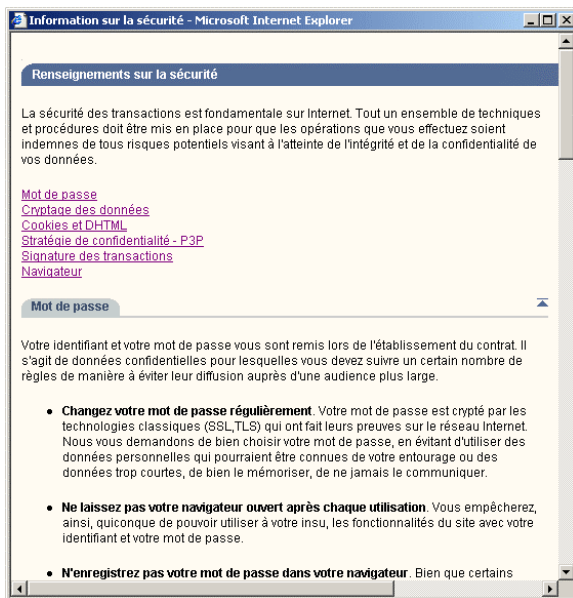 Information sur la sécurité - Microsoft Internet Explorer
Renseignements sur la sécurité
La sécurité des transactions est fondamentale sur Internet. Tout un ensemble de techniques
et procédures doit être mis en place pour que les opérations que vous effectuez soient
indemnes de tous risques potentiels visant à l'atteinte de l'intégrité et de la confidentialité de
vos données.
Mot de passe
Cryptage des données
Cookies et DHTML
Stratégie de confidentialité - P3P
Signature des transactions
Navigateur
Mot de passe
Votre identifiant et votre mot de passe vous sont remis lors de l'établissement du contrat. Il
s'agit de données confidentielles pour lesquelles vous devez suivre un certain nombre de
règles de manière à éviter leur diffusion auprès d'une audience plus large.
• Changez votre mot de passe régulièrement. Votre mot de passe est crypté par les
technologies classiques (SSL,TLS) qui ont fait leurs preuves sur le réseau Internet.
Nous vous demandons de bien choisir votre mot de passe, en évitant d'utiliser des
données personnelles qui pourraient être connues de votre entourage ou des
données trop courtes, de bien le mémoriser, de ne jamais le communiquer.
• Ne laissez pas votre navigateur ouvert après chaque utilisation. Vous empêcherez,
ainsi, quiconque de pouvoir utiliser à votre insu, les fonctionnalités du site avec votre
identifiant et votre mot de passe.
• N'enregistrez pas votre mot de passe dans votre navigateur. Bien que certains